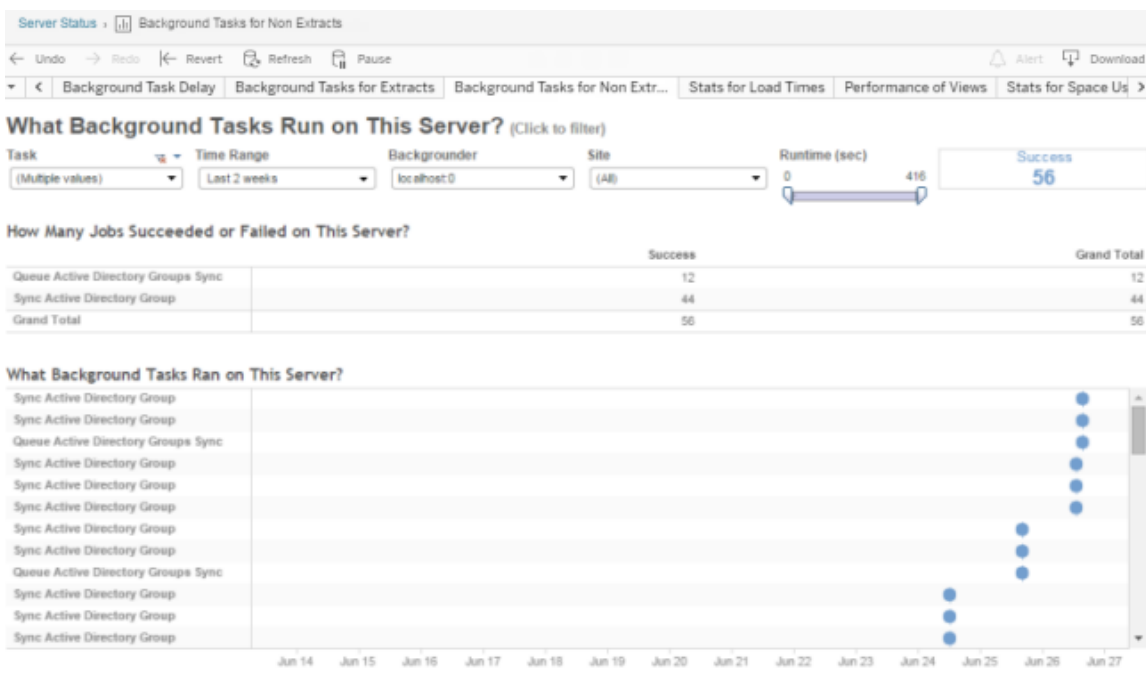 Server Status › Background Tasks for Non Extracts
Undo Redo Revert Refresh Pause Alert Download
Background Task Delay Background Tasks for Extracts Background Tasks for Non Extr... Stats for Load Times Performance of Views Stats for Space Us
What Background Tasks Run on This Server? (Click to filter)
Task Time Range Backgrounder Site Runtime (sec) Success
(Multiple values) Last 2 weeks localhost:0 (All) 0 416 56
How Many Jobs Succeeded or Failed on This Server?
Success Grand Total
Queue Active Directory Groups Sync 12 12
Sync Active Directory Group 44 44
Grand Total 56 56
What Background Tasks Ran on This Server?
Sync Active Directory Group
Sync Active Directory Group
Queue Active Directory Groups Sync
Sync Active Directory Group
Sync Active Directory Group
Sync Active Directory Group
Sync Active Directory Group
Sync Active Directory Group
Queue Active Directory Groups Sync
Sync Active Directory Group
Sync Active Directory Group
Sync Active Directory Group
Jun 14 Jun 15 Jun 16 Jun 17 Jun 18 Jun 19 Jun 20 Jun 21 Jun 22 Jun 23 Jun 24 Jun 25 Jun 26 Jun 27